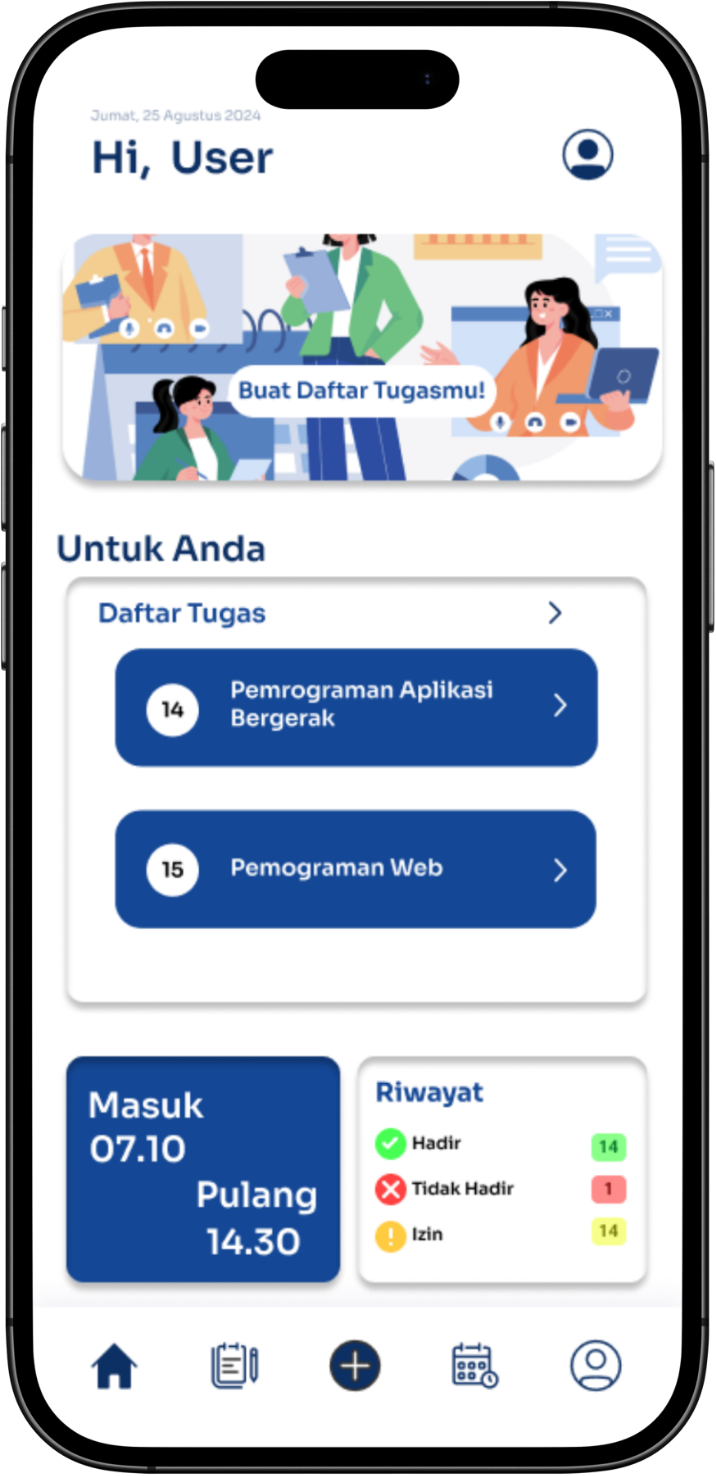 Jumat, 25 Agustus 2024
Hi, User
Buat Daftar Tugasmu!
Untuk Anda
Daftar Tugas
14
Pemrograman Aplikasi
Bergerak
15
Pemograman Web
Masuk
07.10
Pulang
14.30
Riwayat
Hadir 14
Tidak Hadir 1
Izin 14